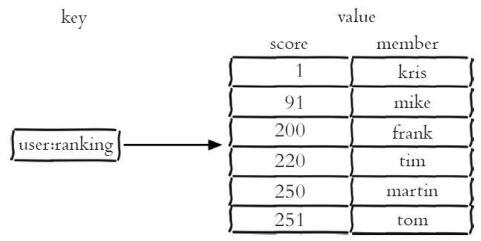 key value
score member
1 kris
91 mike
200 frank
user:ranking
220 tim
250 martin
251 tom